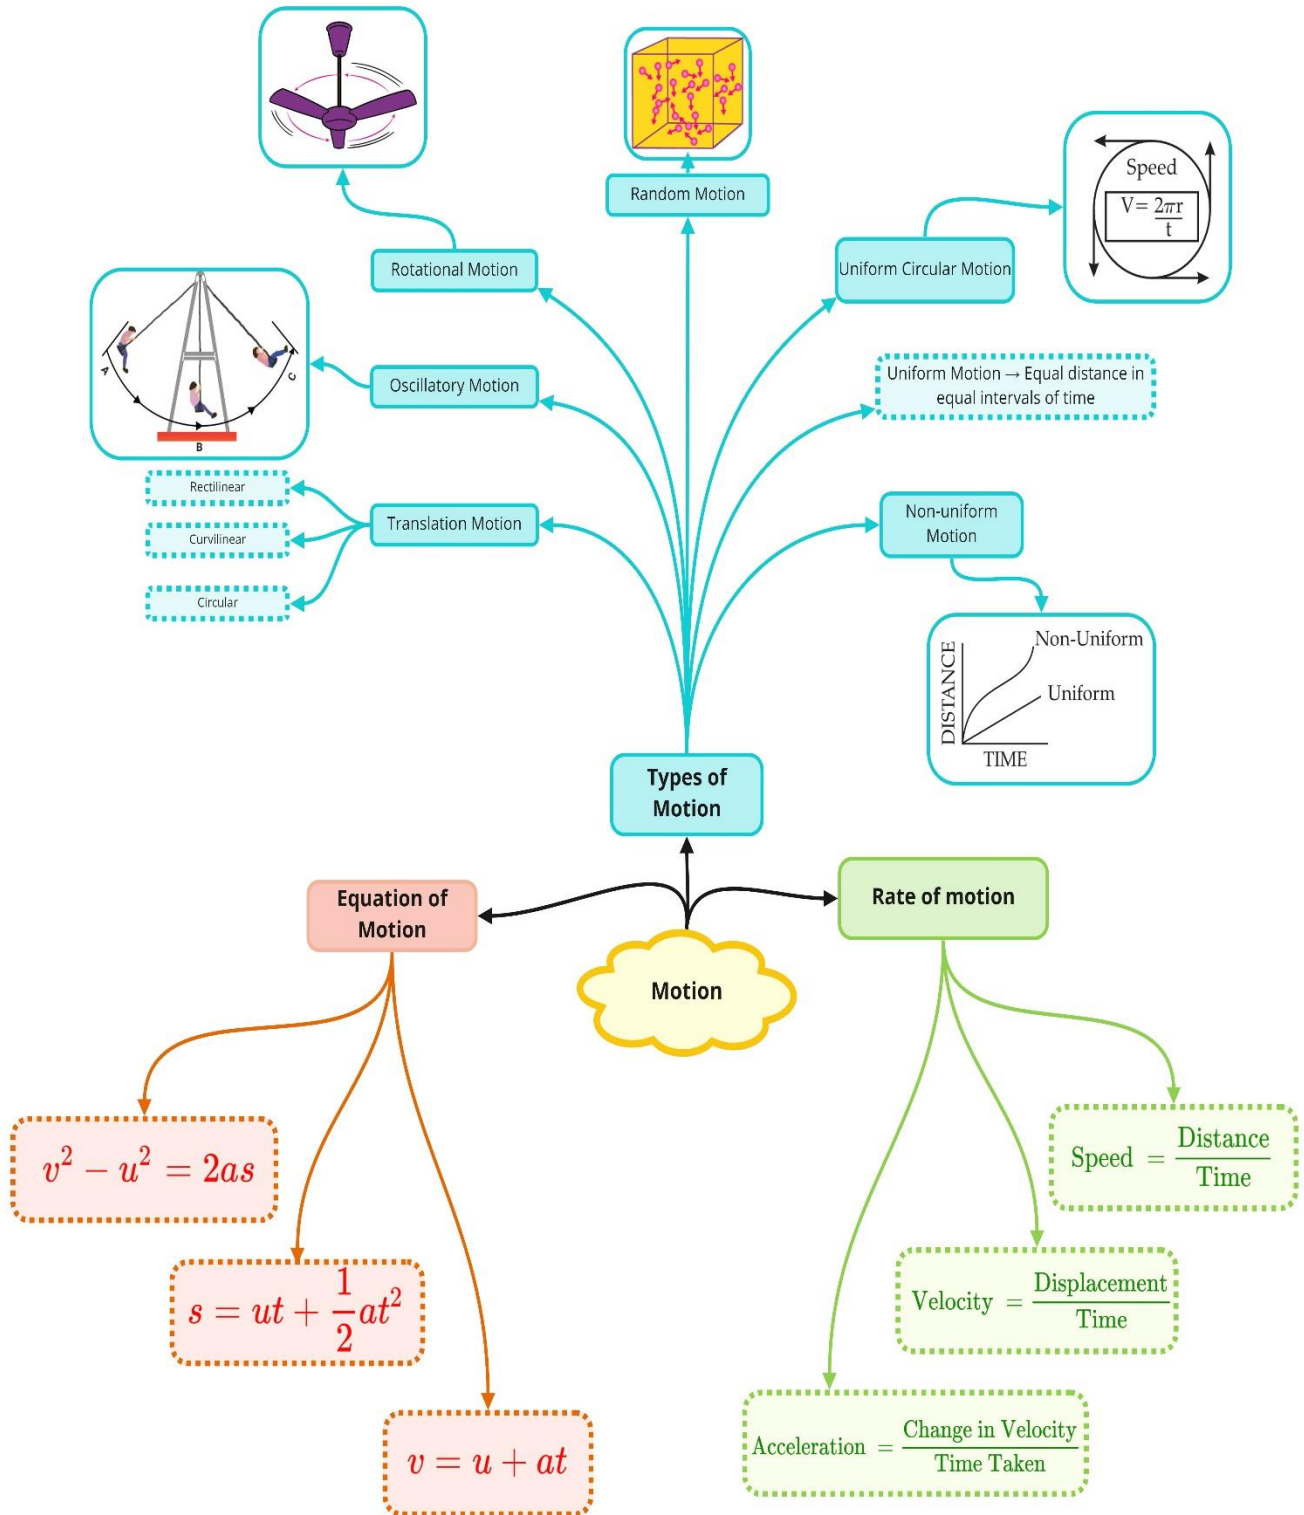 Random Motion
Speed
V= 2πr
t
Rotational Motion
Uniform Circular Motion
A
B
C
Oscillatory Motion
Uniform Motion → Equal distance in
equal intervals of time
Rectilinear
Curvilinear
Circular
Translation Motion
Non-uniform
Motion
DISTANCE
Non-Uniform
Uniform
TIME
Types of
Motion
Equation of
Motion
Rate of motion
Motion
v² − u² = 2as
s = ut + 1/2 at²
v = u + at
Speed = Distance
Time
Velocity = Displacement
Time
Acceleration = Change in Velocity
Time Taken